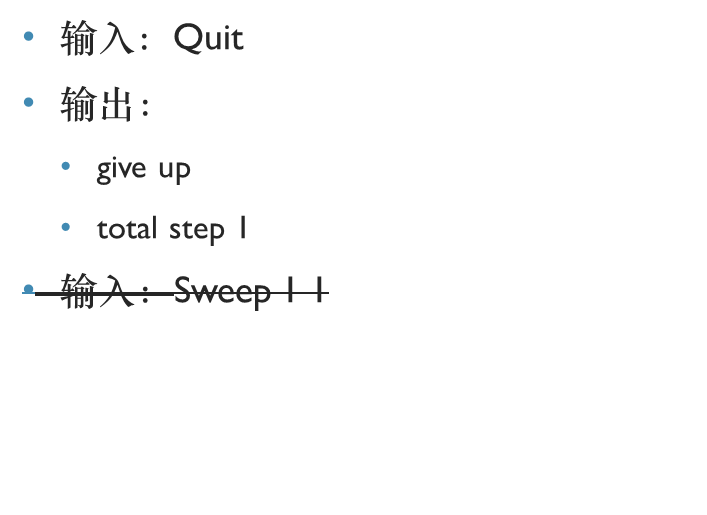 • 输入：Quit
• 输出：
• give up
• total step 1
• 输入：Sweep 1 1